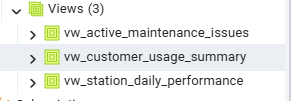 Views (3)
vw_active_maintenance_issues
vw_customer_usage_summary
vw_station_daily_performance